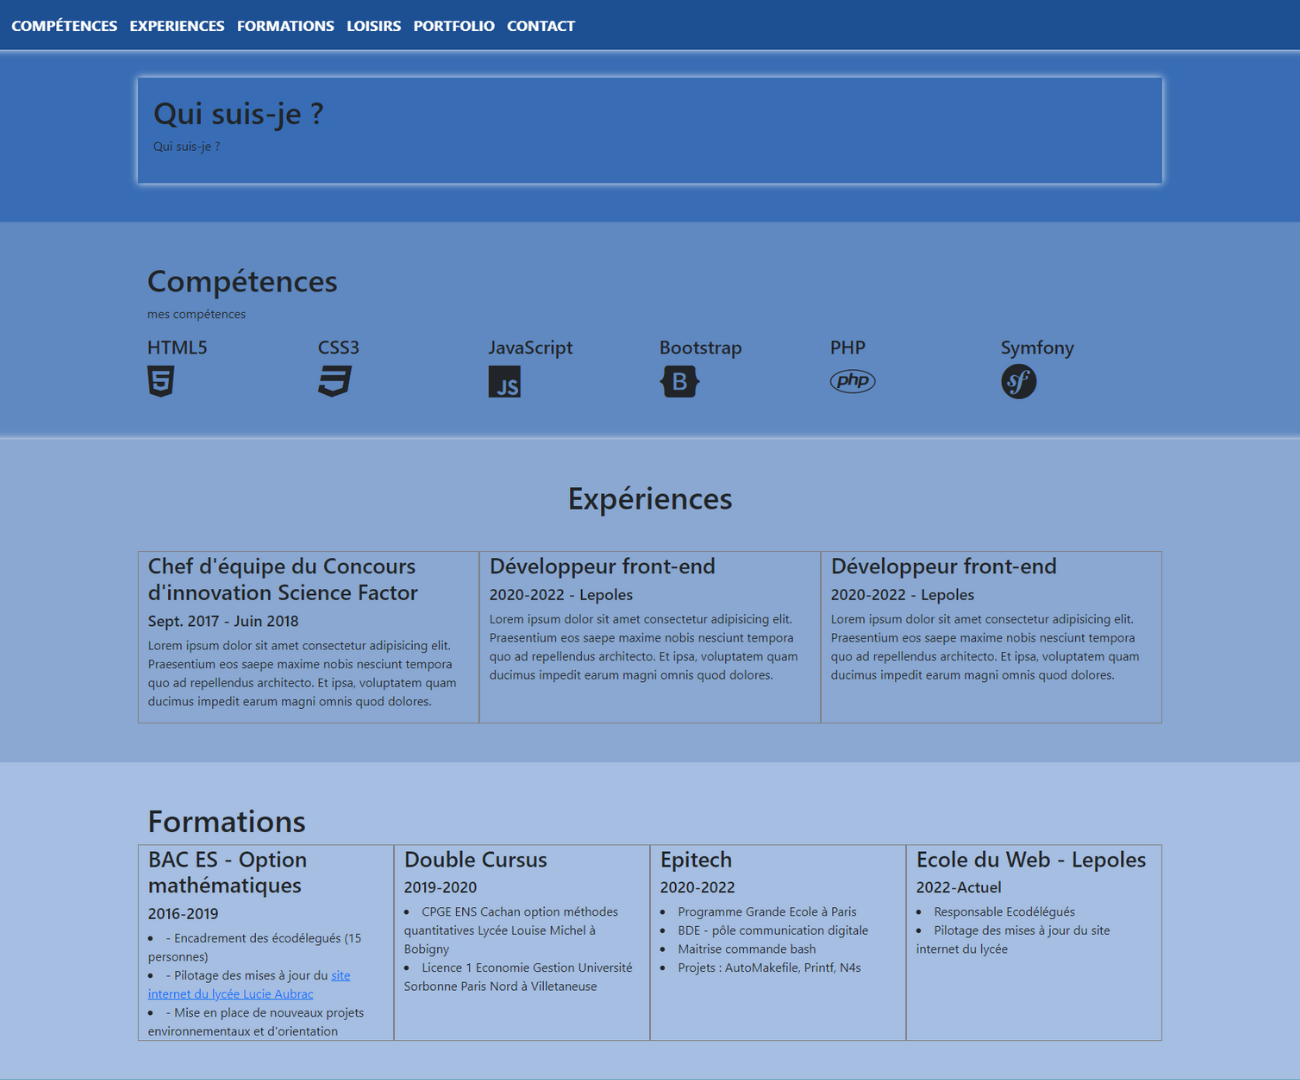 COMPÉTENCES EXPERIENCES FORMATIONS LOISIRS PORTFOLIO CONTACT
Qui suis-je ?
Qui suis-je ?
Compétences
mes compétences
HTML5 CSS3 JavaScript Bootstrap PHP Symfony
5 3 JS B php sf
Expériences
Chef d'équipe du Concours
d'innovation Science Factor
Sept. 2017 - Juin 2018
Lorem ipsum dolor sit amet consectetur adipisicing elit.
Praesentium eos saepe maxime nobis nesciunt tempora
quo ad repellendus architecto. Et ipsa, voluptatem quam
ducimus impedit earum magni omnis quod dolores.
Développeur front-end
2020-2022 - Lepoles
Lorem ipsum dolor sit amet consectetur adipisicing elit.
Praesentium eos saepe maxime nobis nesciunt tempora
quo ad repellendus architecto. Et ipsa, voluptatem quam
ducimus impedit earum magni omnis quod dolores.
Développeur front-end
2020-2022 - Lepoles
Lorem ipsum dolor sit amet consectetur adipisicing elit.
Praesentium eos saepe maxime nobis nesciunt tempora
quo ad repellendus architecto. Et ipsa, voluptatem quam
ducimus impedit earum magni omnis quod dolores.
Formations
BAC ES - Option
mathématiques
2016-2019
• - Encadrement des écodélegués (15
personnes)
• - Pilotage des mises à jour du site
internet du lycée Lucie Aubrac
• - Mise en place de nouveaux projets
environnementaux et d'orientation
Double Cursus
2019-2020
• CPGE ENS Cachan option méthodes
quantitatives Lycée Louise Michel à
Bobigny
• Licence 1 Economie Gestion Université
Sorbonne Paris Nord à Villetaneuse
Epitech
2020-2022
• Programme Grande Ecole à Paris
• BDE - pôle communication digitale
• Maitrise commande bash
• Projets : AutoMakefile, Printf, N4s
Ecole du Web - Lepoles
2022-Actuel
• Responsable Ecodélégués
• Pilotage des mises à jour du site
internet du lycée